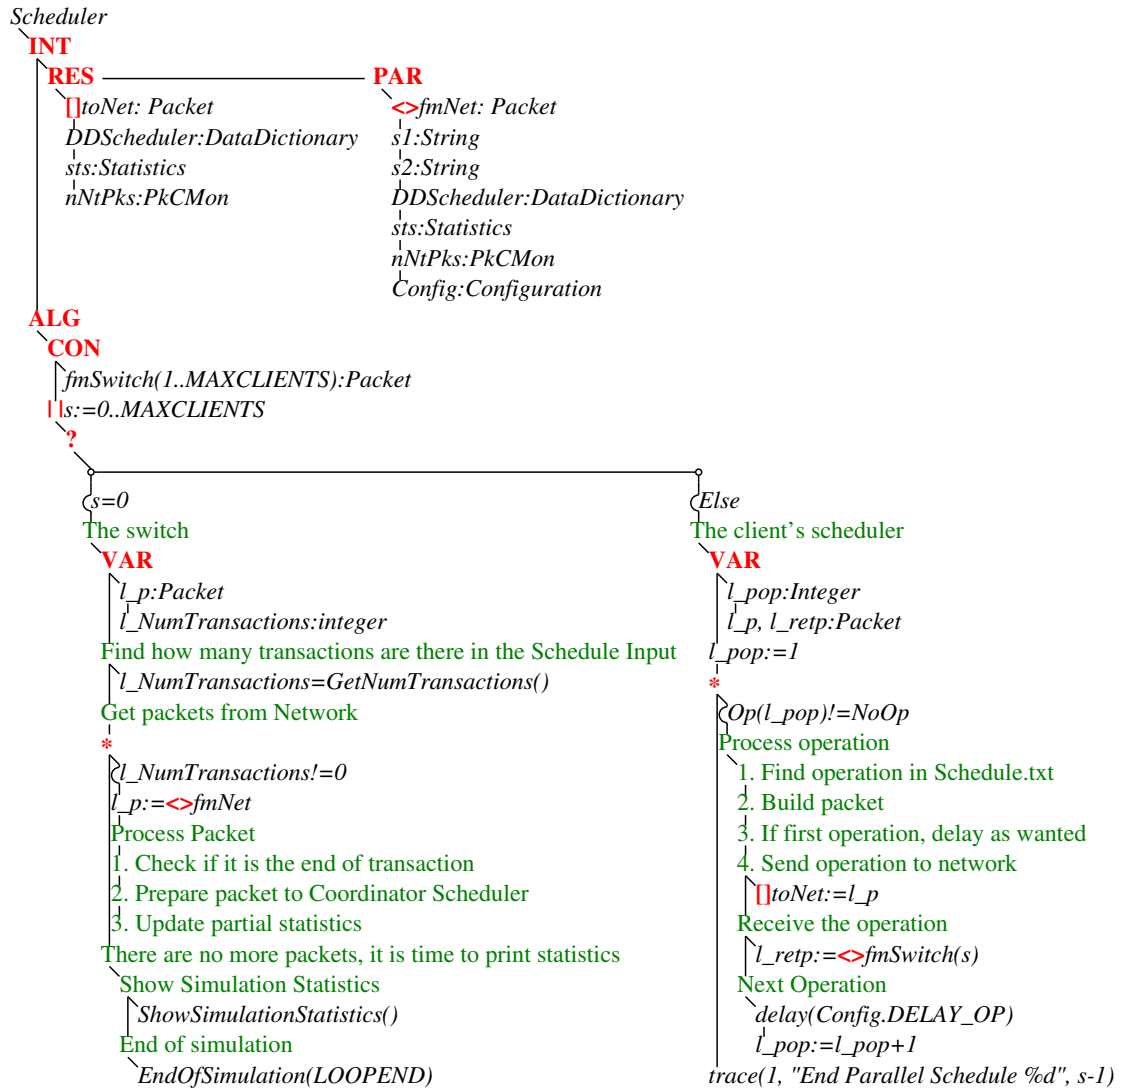 Scheduler
INT
RES PAR
[]toNet: Packet <>fmNet: Packet
DDScheduler:DataDictionary s1:String
sts:Statistics s2:String
nNtPks:PkCMon DDScheduler:DataDictionary
sts:Statistics
nNtPks:PkCMon
Config:Configuration
ALG
CON
fmSwitch(1..MAXCLIENTS):Packet
||s:=0..MAXCLIENTS
?
s=0
The switch
VAR
l_p:Packet
l_NumTransactions:integer
Find how many transactions are there in the Schedule Input
l_NumTransactions=GetNumTransactions()
Get packets from Network
*
l_NumTransactions!=0
l_p:=<>fmNet
Process Packet
1. Check if it is the end of transaction
2. Prepare packet to Coordinator Scheduler
3. Update partial statistics
There are no more packets, it is time to print statistics
Show Simulation Statistics
ShowSimulationStatistics()
End of simulation
EndOfSimulation(LOOPEND)
Else
The client's scheduler
VAR
l_pop:Integer
l_p, l_retp:Packet
l_pop:=1
*
Op(l_pop)!=NoOp
Process operation
1. Find operation in Schedule.txt
2. Build packet
3. If first operation, delay as wanted
4. Send operation to network
[]toNet:=l_p
Receive the operation
l_retp:=<>fmSwitch(s)
Next Operation
delay(Config.DELAY_OP)
l_pop:=l_pop+1
trace(1, "End Parallel Schedule %d", s-1)